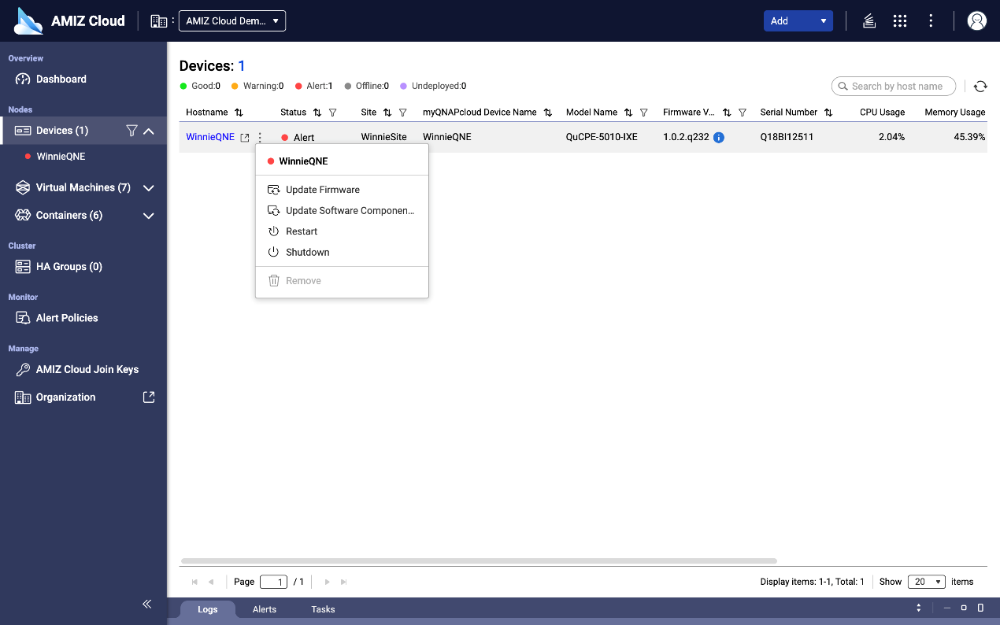 AMIZ Cloud
: AMIZ Cloud Dem...
Add
Overview
Dashboard
Nodes
Devices (1)
WinnieQNE
Virtual Machines (7)
Containers (6)
Cluster
HA Groups (0)
Monitor
Alert Policies
Manage
AMIZ Cloud Join Keys
Organization
Devices: 1
Good:0 Warning:0 Alert:1 Offline:0 Undeployed:0
Search by host name
Hostname Status Site myQNAPcloud Device Name Model Name Firmware V... Serial Number CPU Usage Memory Usage
WinnieQNE Alert WinnieSite WinnieQNE QuCPE-5010-IXE 1.0.2.q232 Q18BI12511 2.04% 45.39%
WinnieQNE
Update Firmware
Update Software Componen...
Restart
Shutdown
Remove
Page 1 / 1
Display items: 1-1, Total: 1 Show 20 items
Logs Alerts Tasks